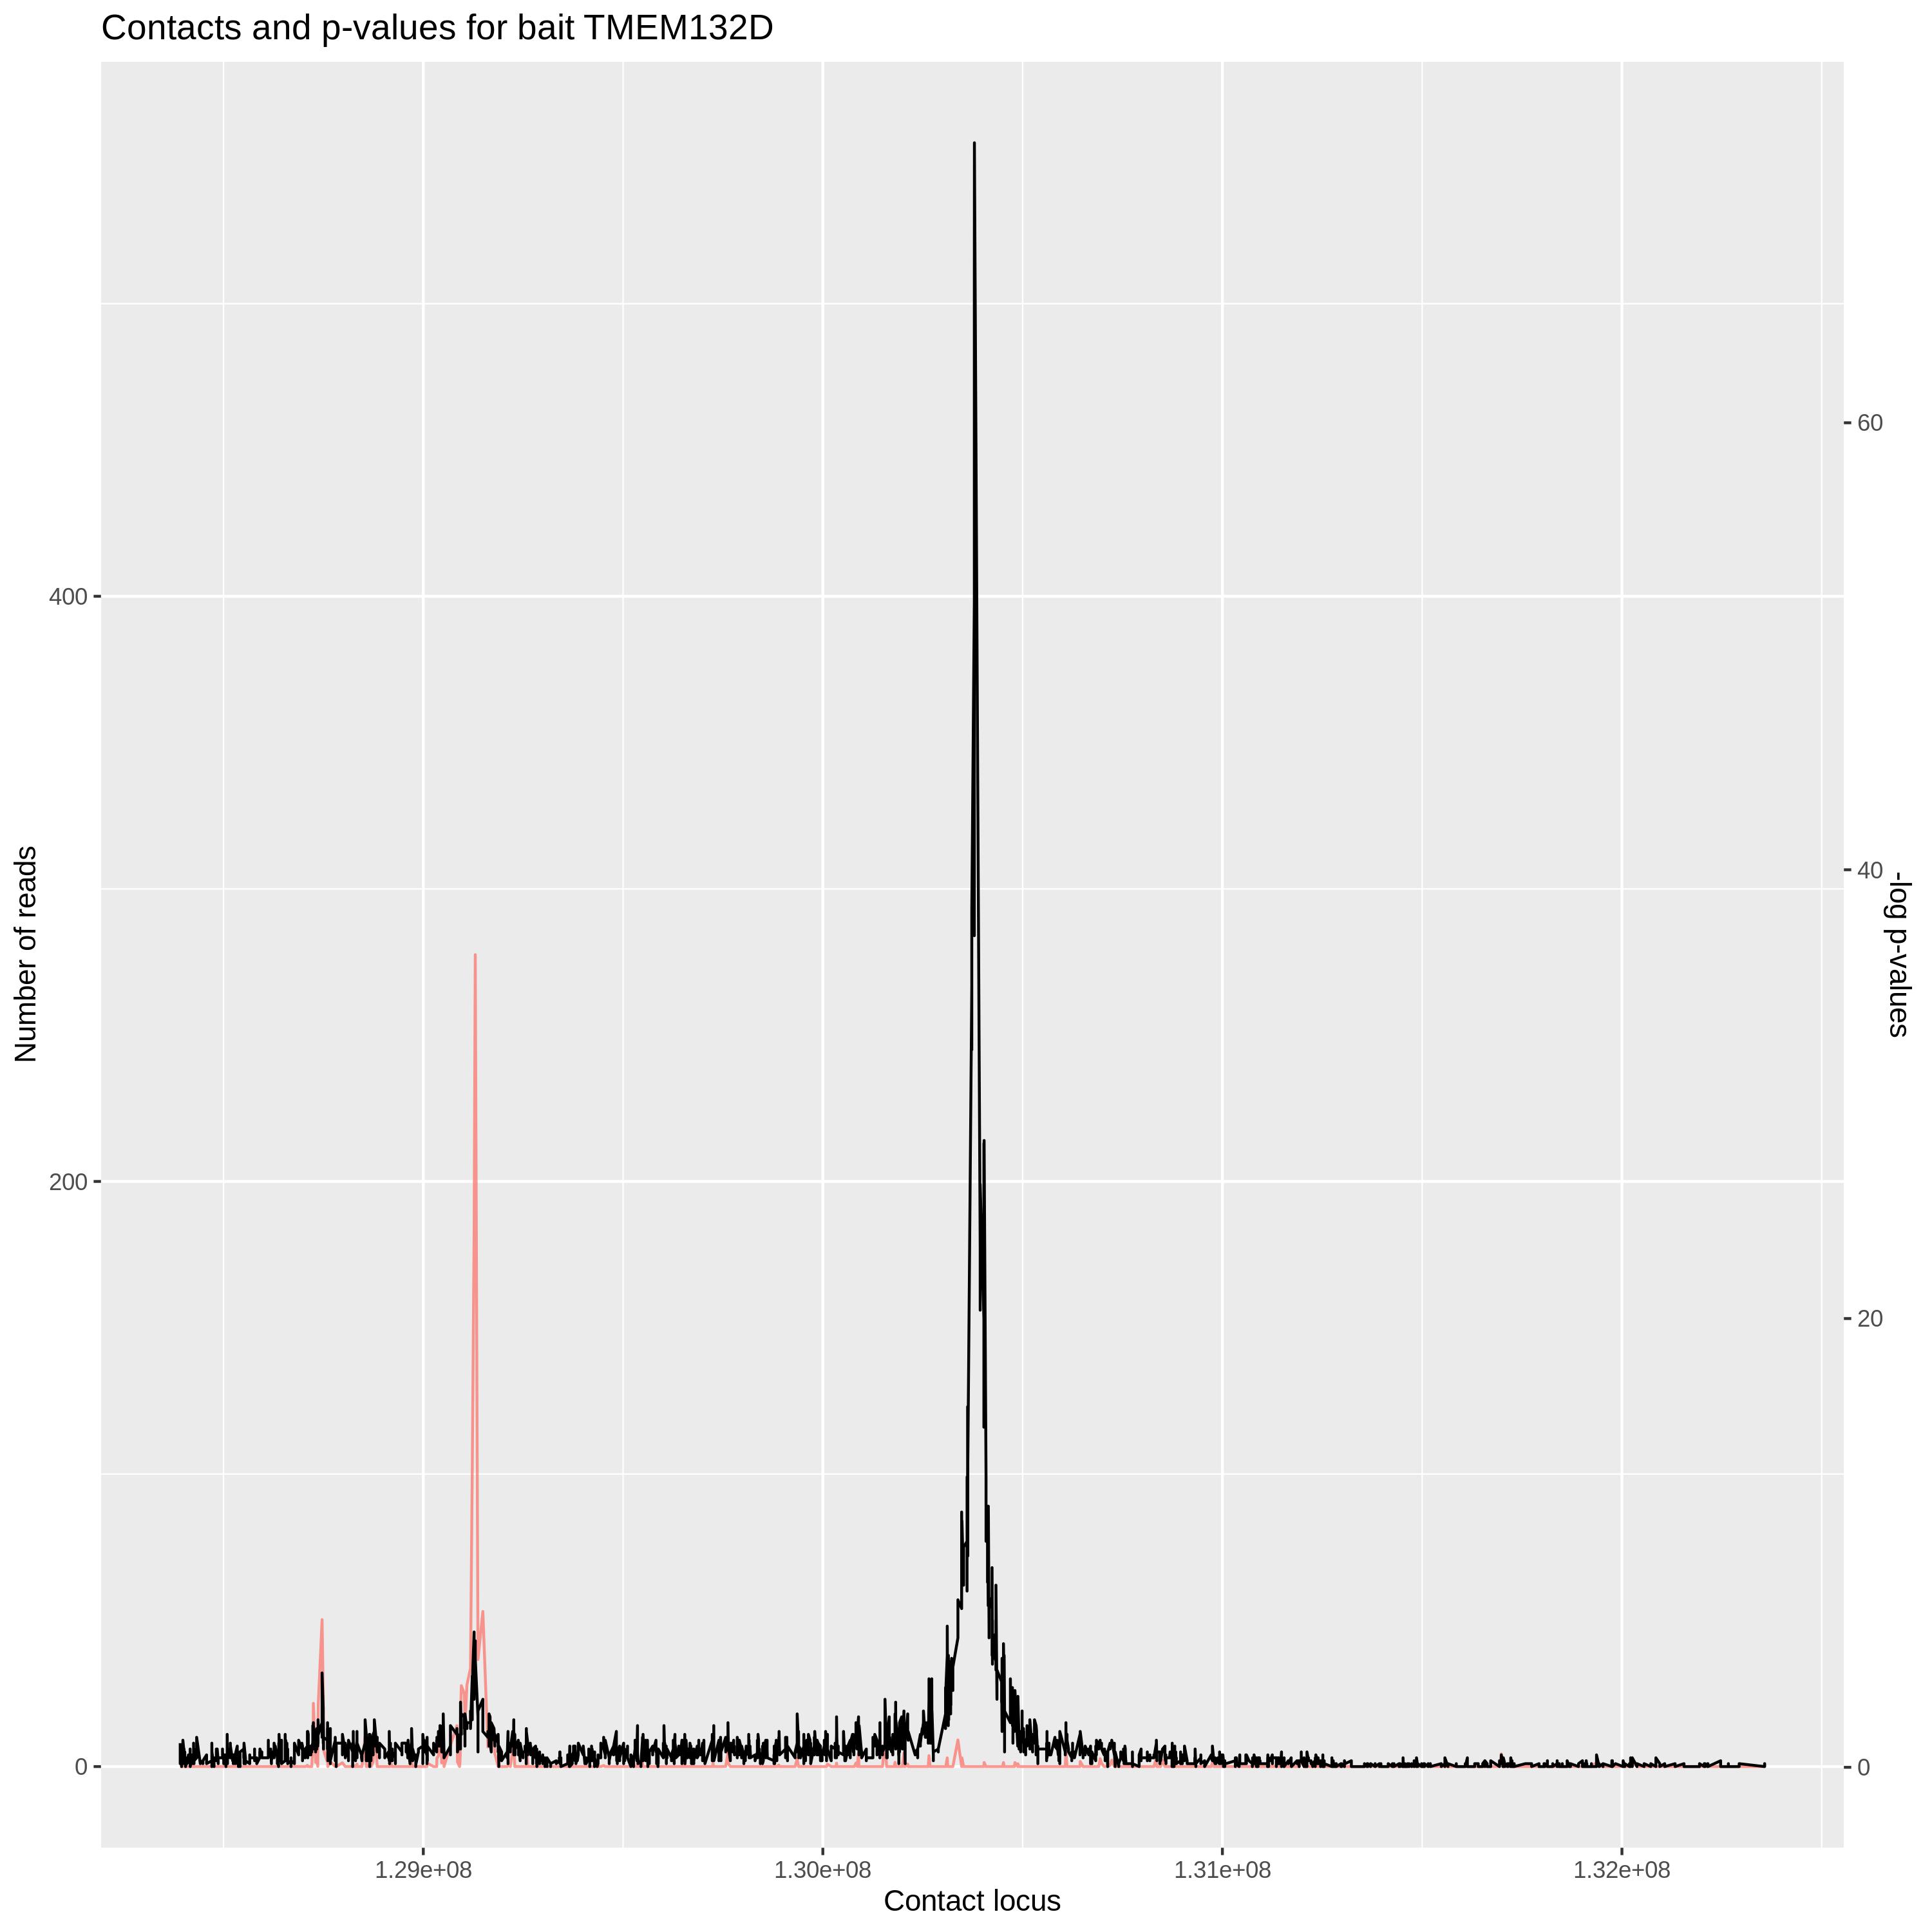 Contacts and p-values for bait TMEM132D
Number of reads
400
200
0
60
40
20
0
-log p-values
1.29e+08
1.30e+08
1.31e+08
1.32e+08
Contact locus